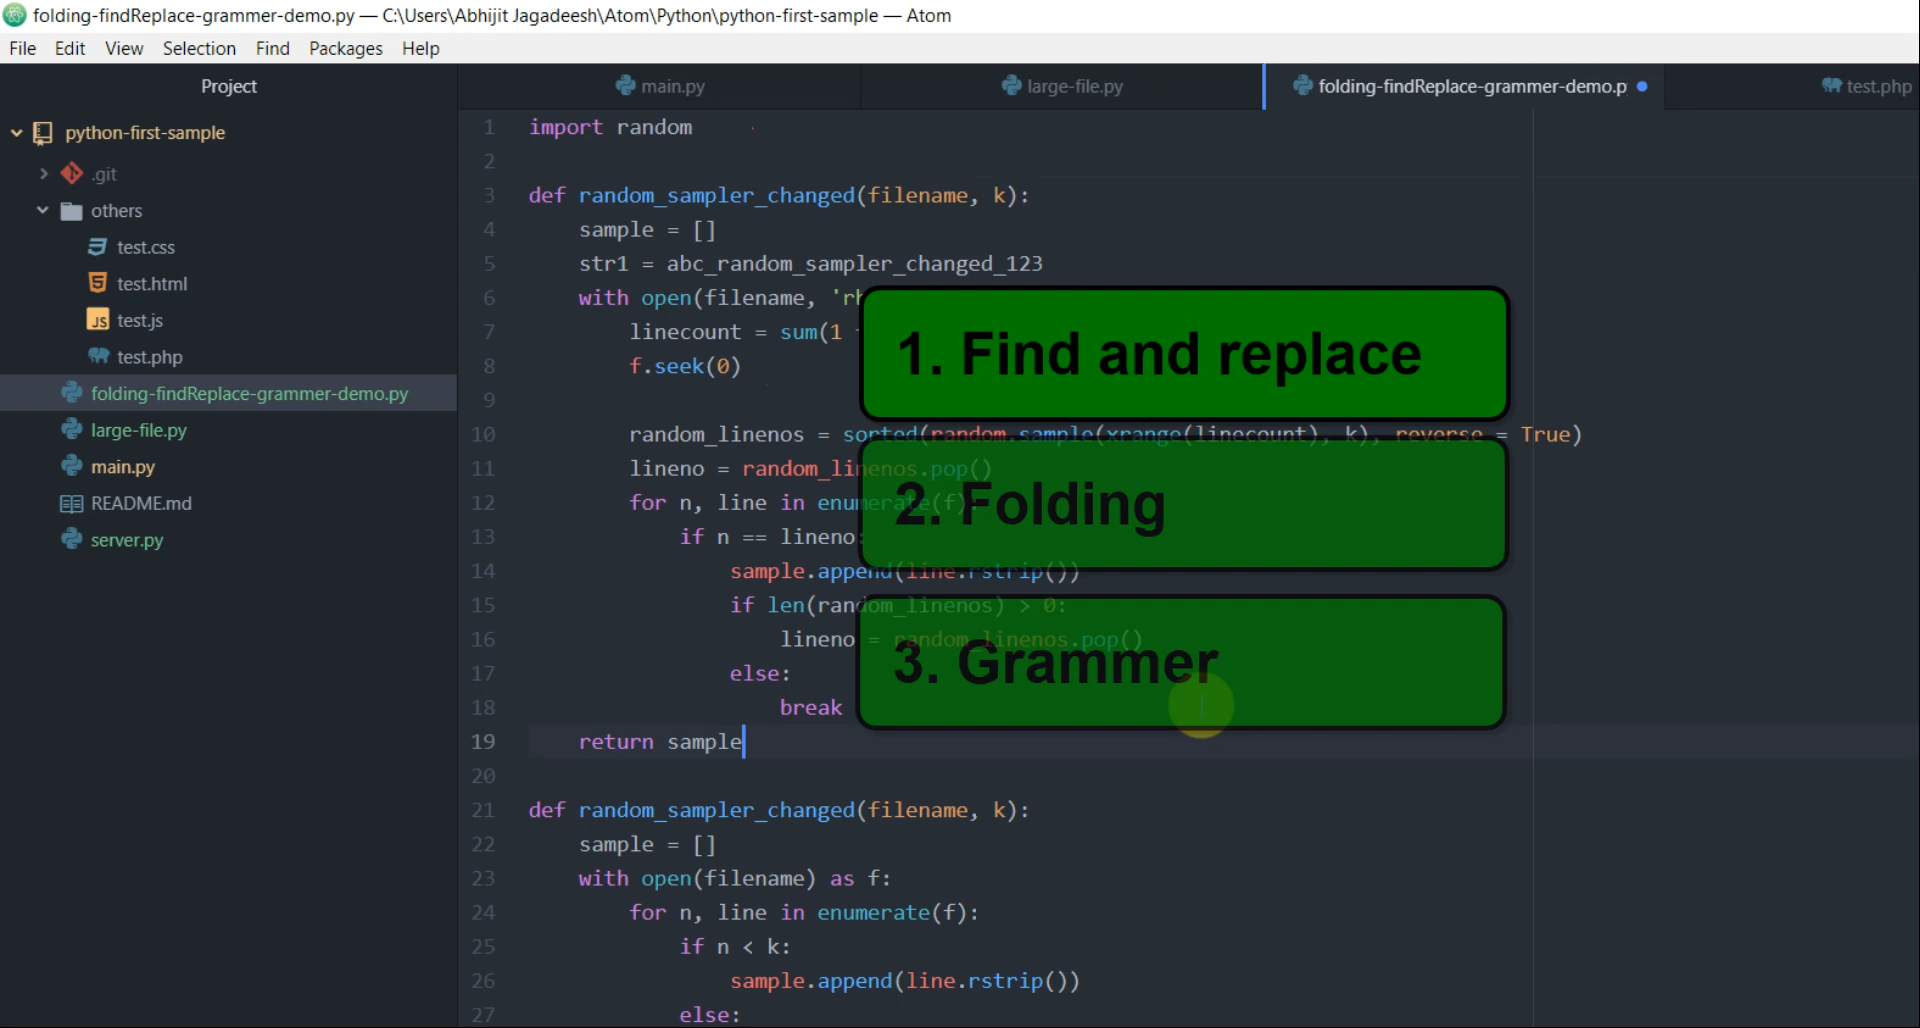 folding-findReplace-grammer-demo.py — C:\Users\Abhijit Jagadeesh\Atom\Python\python-first-sample — Atom
File Edit View Selection Find Packages Help
Project
python-first-sample
.git
others
test.css
test.html
test.js
test.php
folding-findReplace-grammer-demo.py
large-file.py
main.py
README.md
server.py
main.py large-file.py folding-findReplace-grammer-demo.p test.php
1 import random
2
3 def random_sampler_changed(filename, k):
4 sample = []
5 str1 = abc_random_sampler_changed_123
6 with open(filename, 'rb
7 linecount = sum(1
8 f.seek(0)
9
10 random_linenos = sorted(random.sample(xrange(linecount), k), reverse = True)
11 lineno = random_linenos.pop()
12 for n, line in enumerate(f):
13 if n == lineno:
14 sample.append(line.rstrip())
15 if len(random_linenos) > 0:
16 lineno = random_linenos.pop()
17 else:
18 break
19 return sample
20
21 def random_sampler_changed(filename, k):
22 sample = []
23 with open(filename) as f:
24 for n, line in enumerate(f):
25 if n < k:
26 sample.append(line.rstrip())
27 else:
1. Find and replace
2. Folding
3. Grammer